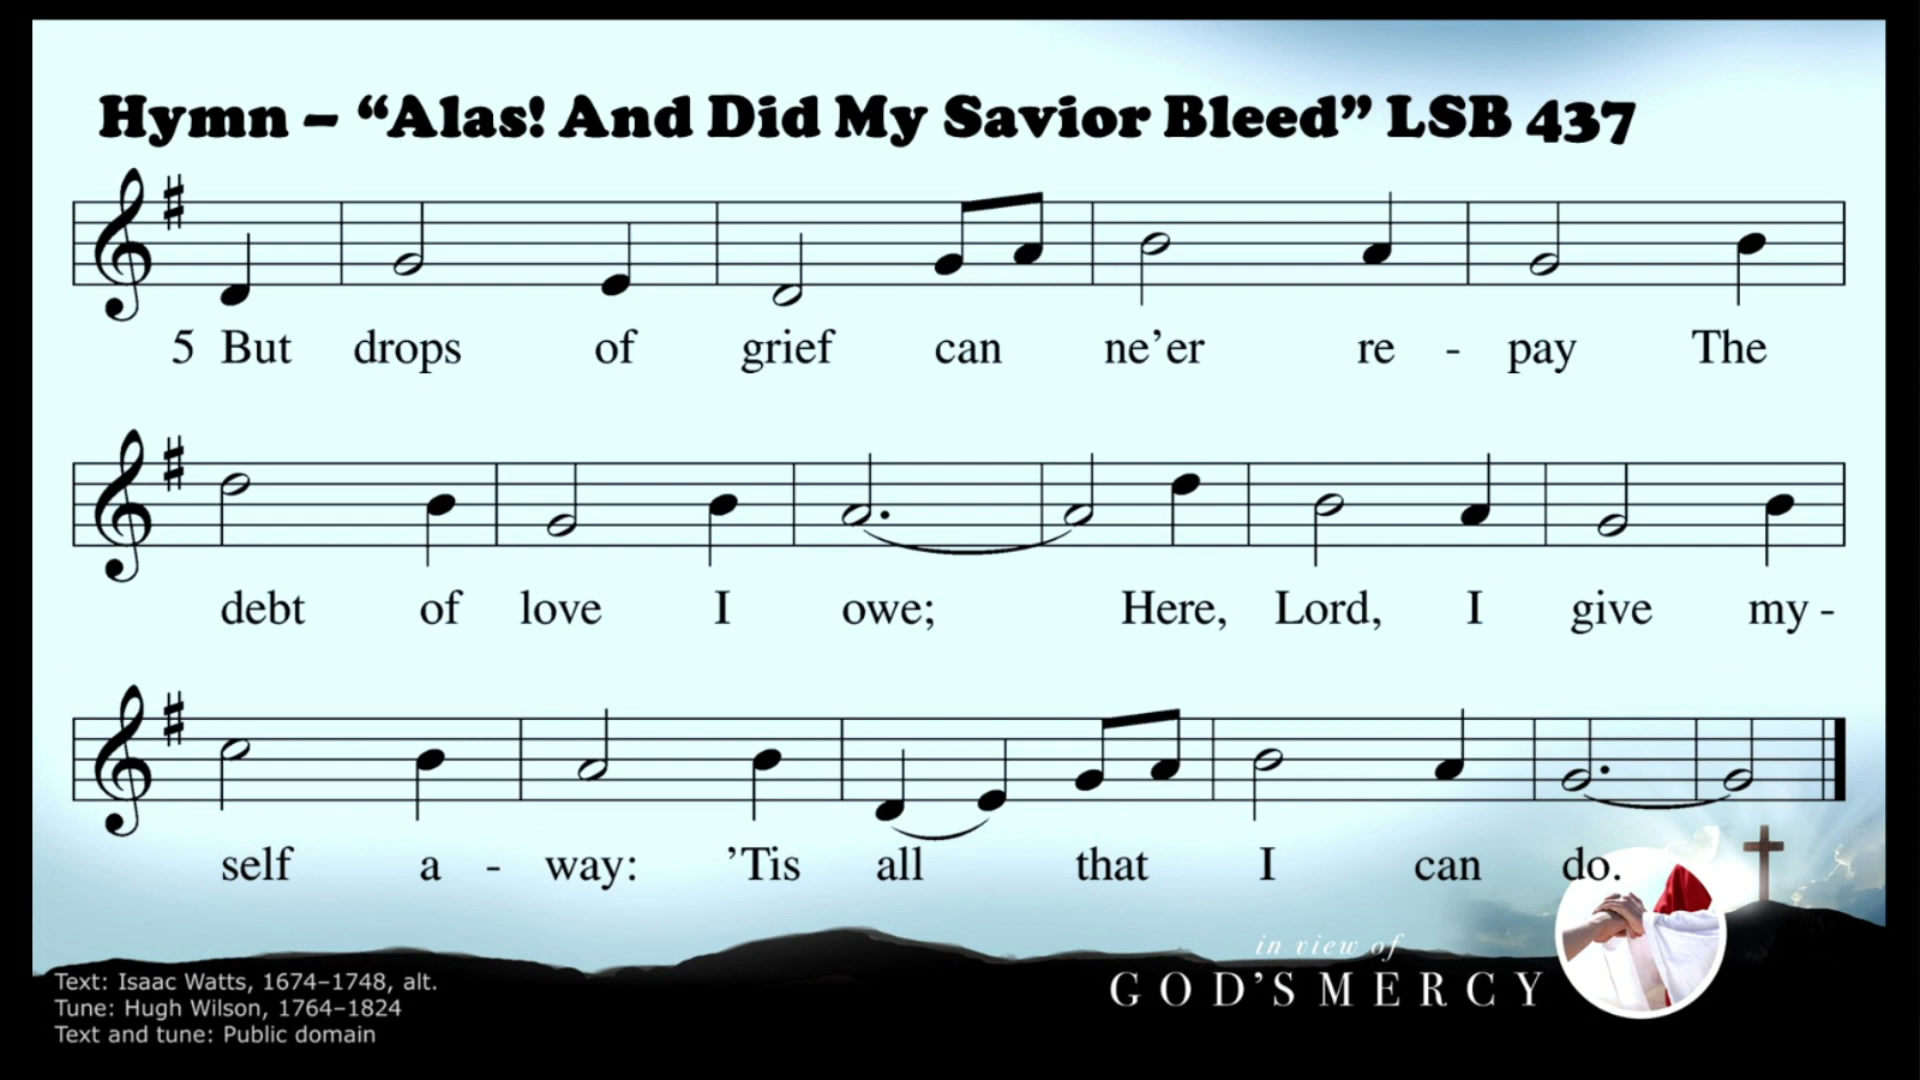 Hymn – “Alas! And Did My Savior Bleed” LSB 437
5 But drops of grief can ne’er re - pay The
debt of love I owe; Here, Lord, I give my -
self a - way: ’Tis all that I can do.
in view of
GOD’S MERCY
Text: Isaac Watts, 1674–1748, alt.
Tune: Hugh Wilson, 1764–1824
Text and tune: Public domain